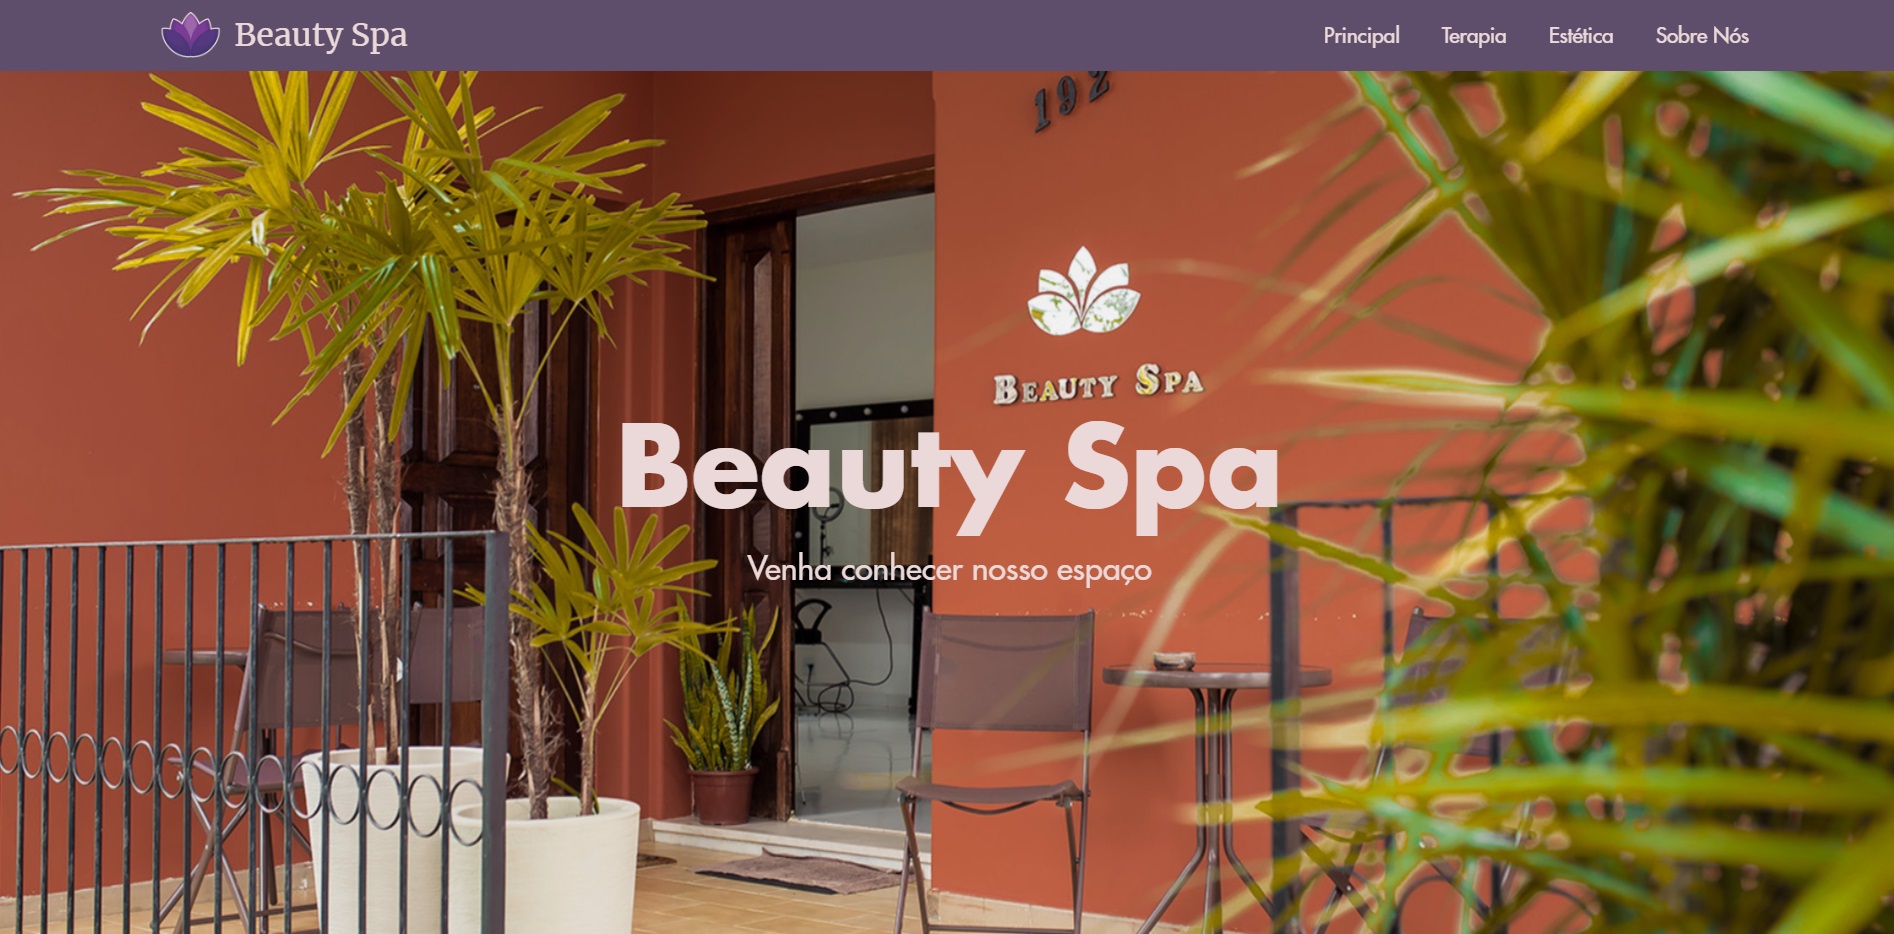 Beauty Spa
Principal
Terapia
Estética
Sobre Nós
192
BEAUTY SPA
Beauty Spa
Venha conhecer nosso espaço